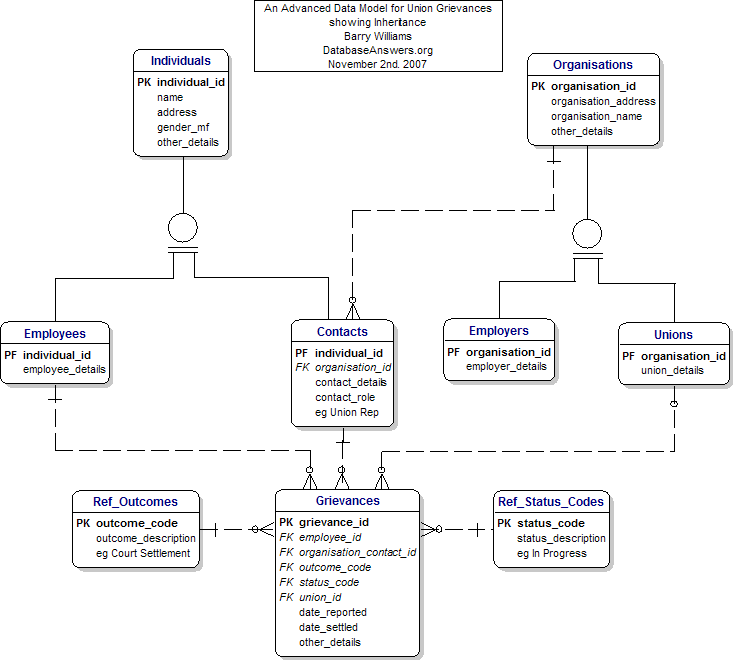 An Advanced Data Model for Union Grievances
showing Inheritance
Barry Williams
DatabaseAnswers.org
November 2nd. 2007
Individuals
PK individual_id
name
address
gender_mf
other_details
Organisations
PK organisation_id
organisation_address
organisation_name
other_details
Employees
PF individual_id
employee_details
Contacts
PF individual_id
FK organisation_id
contact_details
contact_role
eg Union Rep
Employers
PF organisation_id
employer_details
Unions
PF organisation_id
union_details
Ref_Outcomes
PK outcome_code
outcome_description
eg Court Settlement
Grievances
PK grievance_id
FK employee_id
FK organisation_contact_id
FK outcome_code
FK status_code
FK union_id
date_reported
date_settled
other_details
Ref_Status_Codes
PK status_code
status_description
eg In Progress